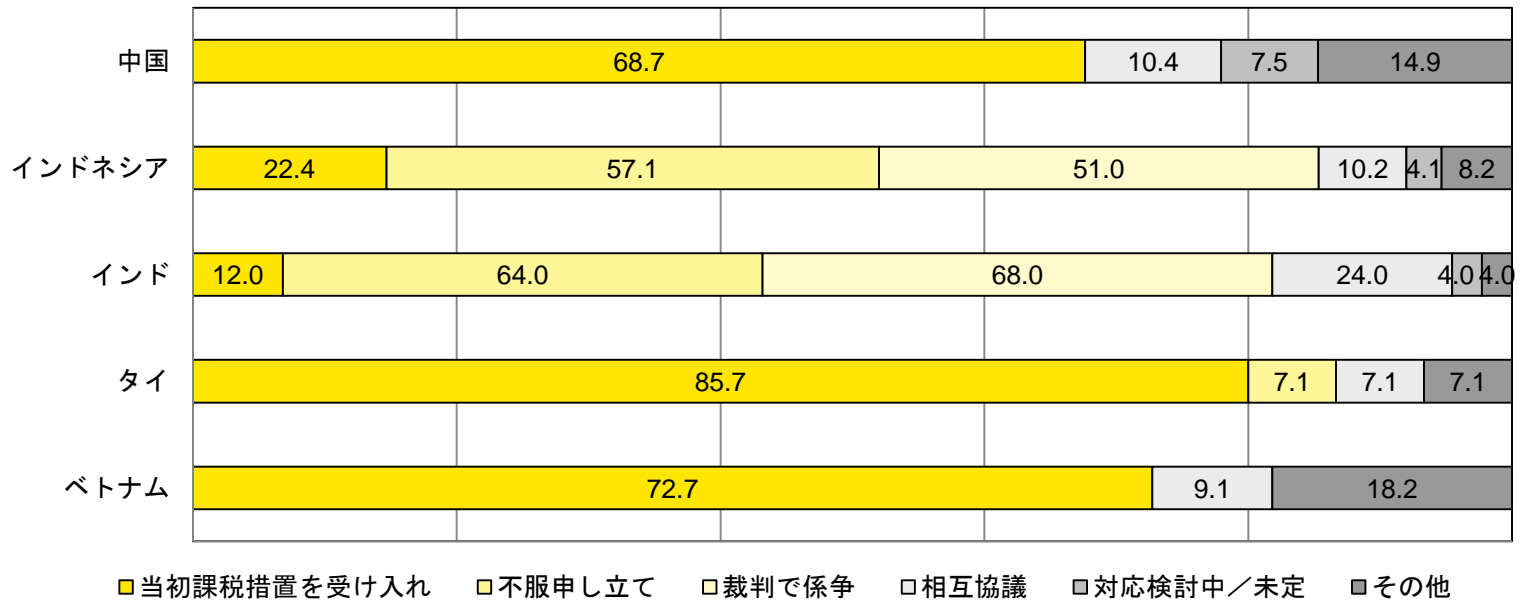 中国 68.7 10.4 7.5 14.9
インドネシア 22.4 57.1 51.0 10.2 4.1 8.2
インド 12.0 64.0 68.0 24.0 4.0 4.0
タイ 85.7 7.1 7.1 7.1
ベトナム 72.7 9.1 18.2
当初課税措置を受け入れ 不服申し立て 裁判で係争 相互協議 対応検討中／未定 その他